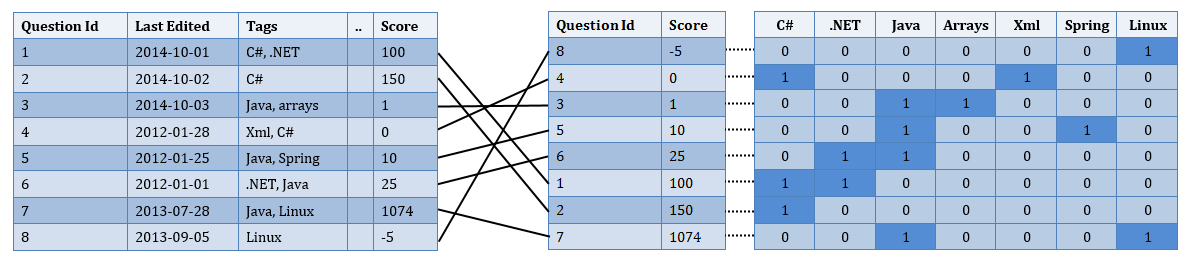 Question Id Last Edited Tags .. Score
1 2014-10-01 C#, .NET 100
2 2014-10-02 C# 150
3 2014-10-03 Java, arrays 1
4 2012-01-28 Xml, C# 0
5 2012-01-25 Java, Spring 10
6 2012-01-01 .NET, Java 25
7 2013-07-28 Java, Linux 1074
8 2013-09-05 Linux -5
Question Id Score
8 -5
4 0
3 1
5 10
6 25
1 100
2 150
7 1074
C# .NET Java Arrays Xml Spring Linux
0 0 0 0 0 0 1
1 0 0 0 1 0 0
0 0 1 1 0 0 0
0 0 1 0 0 1 0
0 1 1 0 0 0 0
1 1 0 0 0 0 0
1 0 0 0 0 0 0
0 0 1 0 0 0 1